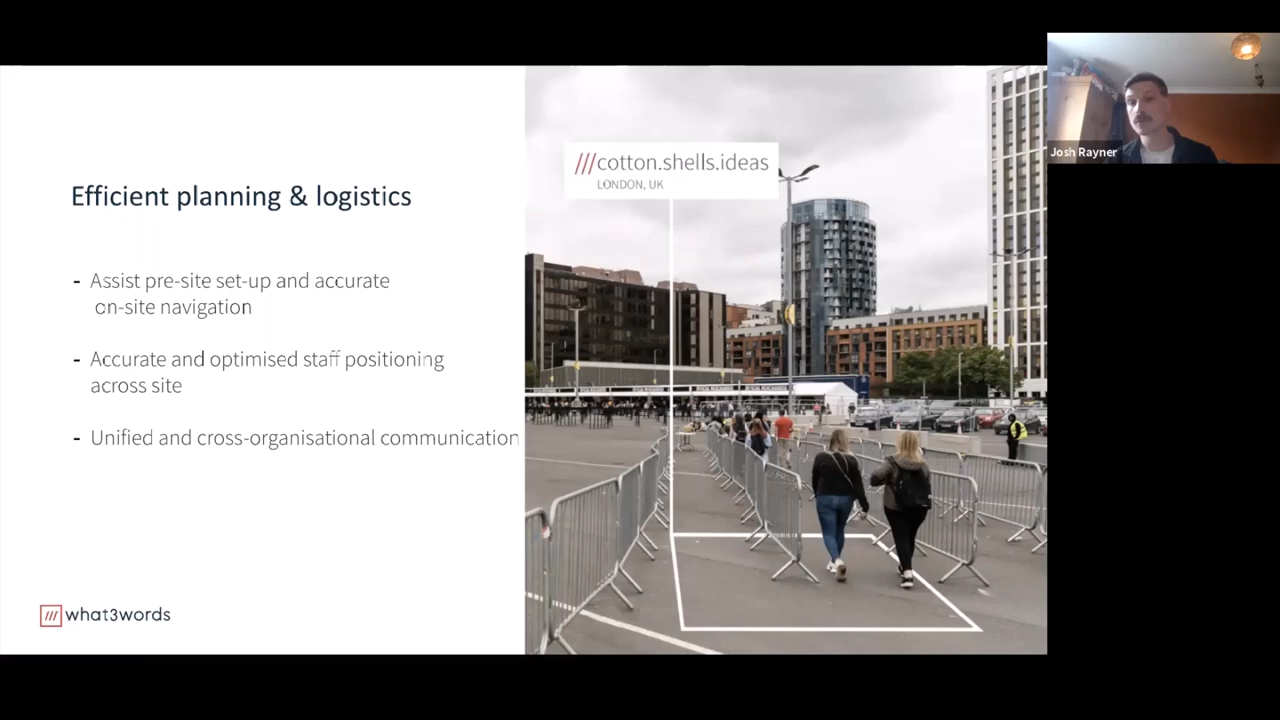 Efficient planning & logistics
- Assist pre-site set-up and accurate
on-site navigation
- Accurate and optimised staff positioning
across site
- Unified and cross-organisational communication
/// what3words
///cotton.shells.ideas
LONDON, UK
Josh Rayner